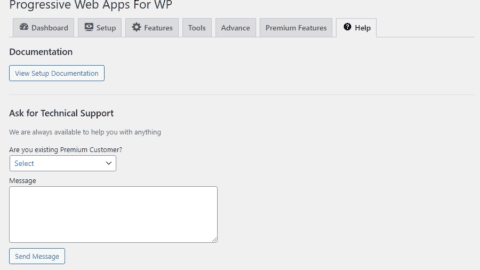 Progressive Web Apps For WP
Dashboard Setup Features Tools Advance Premium Features Help
Documentation
View Setup Documentation
Ask for Technical Support
We are always available to help you with anything
Are you existing Premium Customer?
Select
Message
Send Message